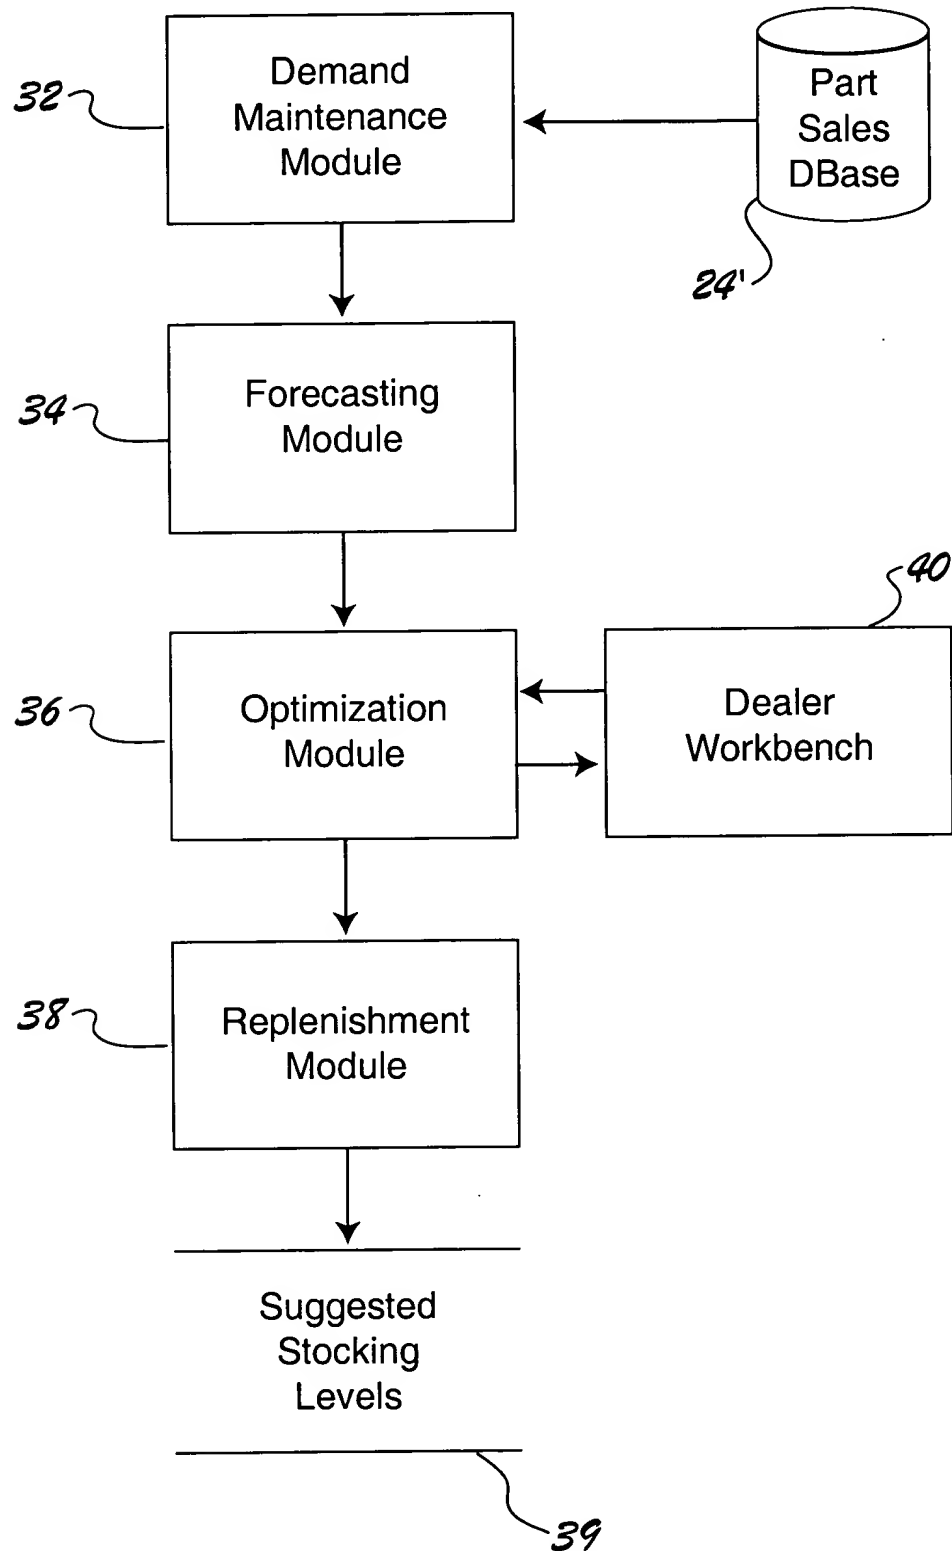 Demand
Maintenance
Module
32
Part
Sales
DBase
24'
Forecasting
Module
34
40
Optimization
Module
36
Dealer
Workbench
Replenishment
Module
38
Suggested
Stocking
Levels
39